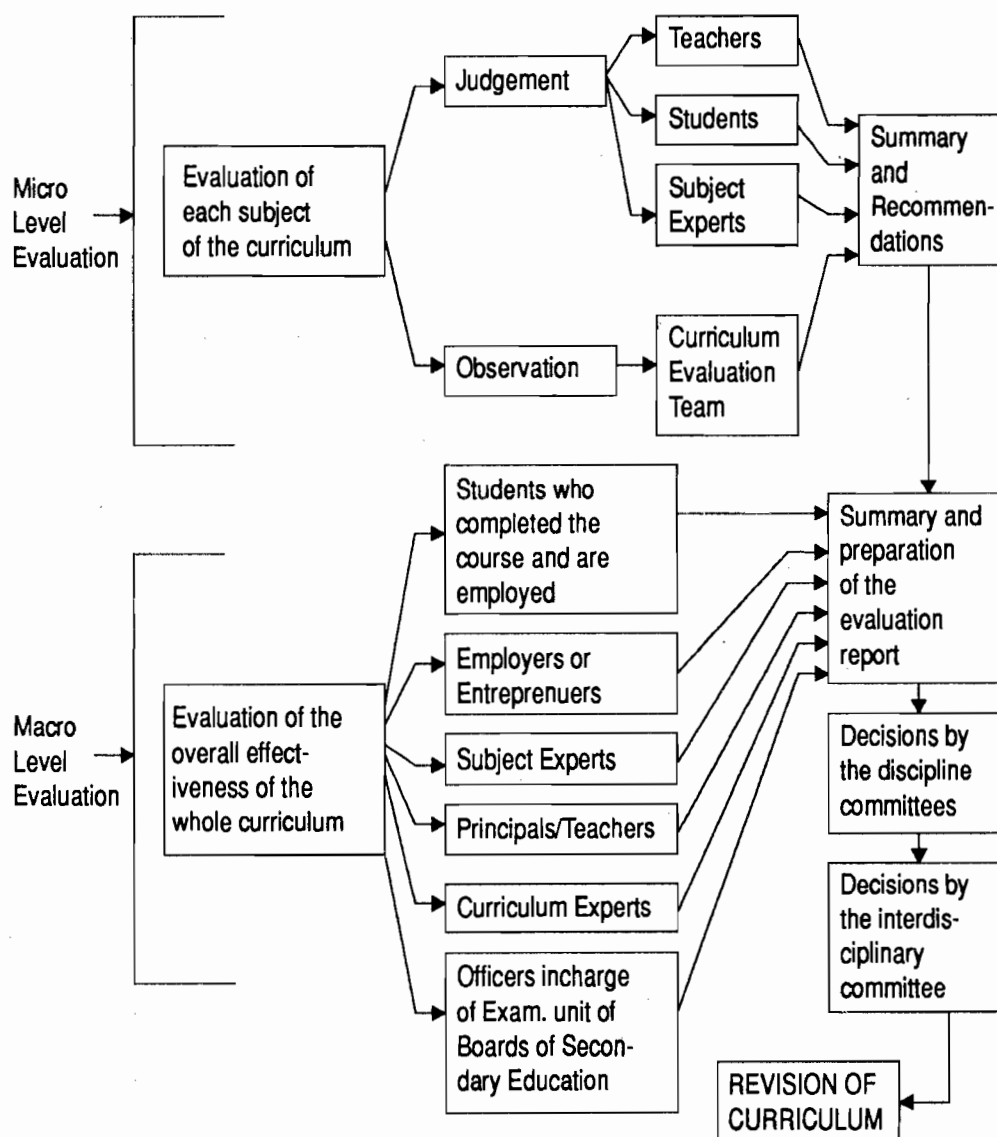 Micro
Level
Evaluation
Evaluation of
each subject
of the curriculum
Judgement
Observation
Teachers
Students
Subject
Experts
Curriculum
Evaluation
Team
Summary
and
Recommen-
dations
Macro
Level
Evaluation
Evaluation of the
overall effect-
iveness of the
whole curriculum
Students who
completed the
course and are
employed
Employers or
Entreprenuers
Subject Experts
Principals/Teachers
Curriculum Experts
Officers incharge
of Exam. unit of
Boards of Secon-
dary Education
Summary and
preparation
of the
evaluation
report
Decisions by
the discipline
committees
Decisions by
the interdis-
ciplinary
committee
REVISION OF
CURRICULUM